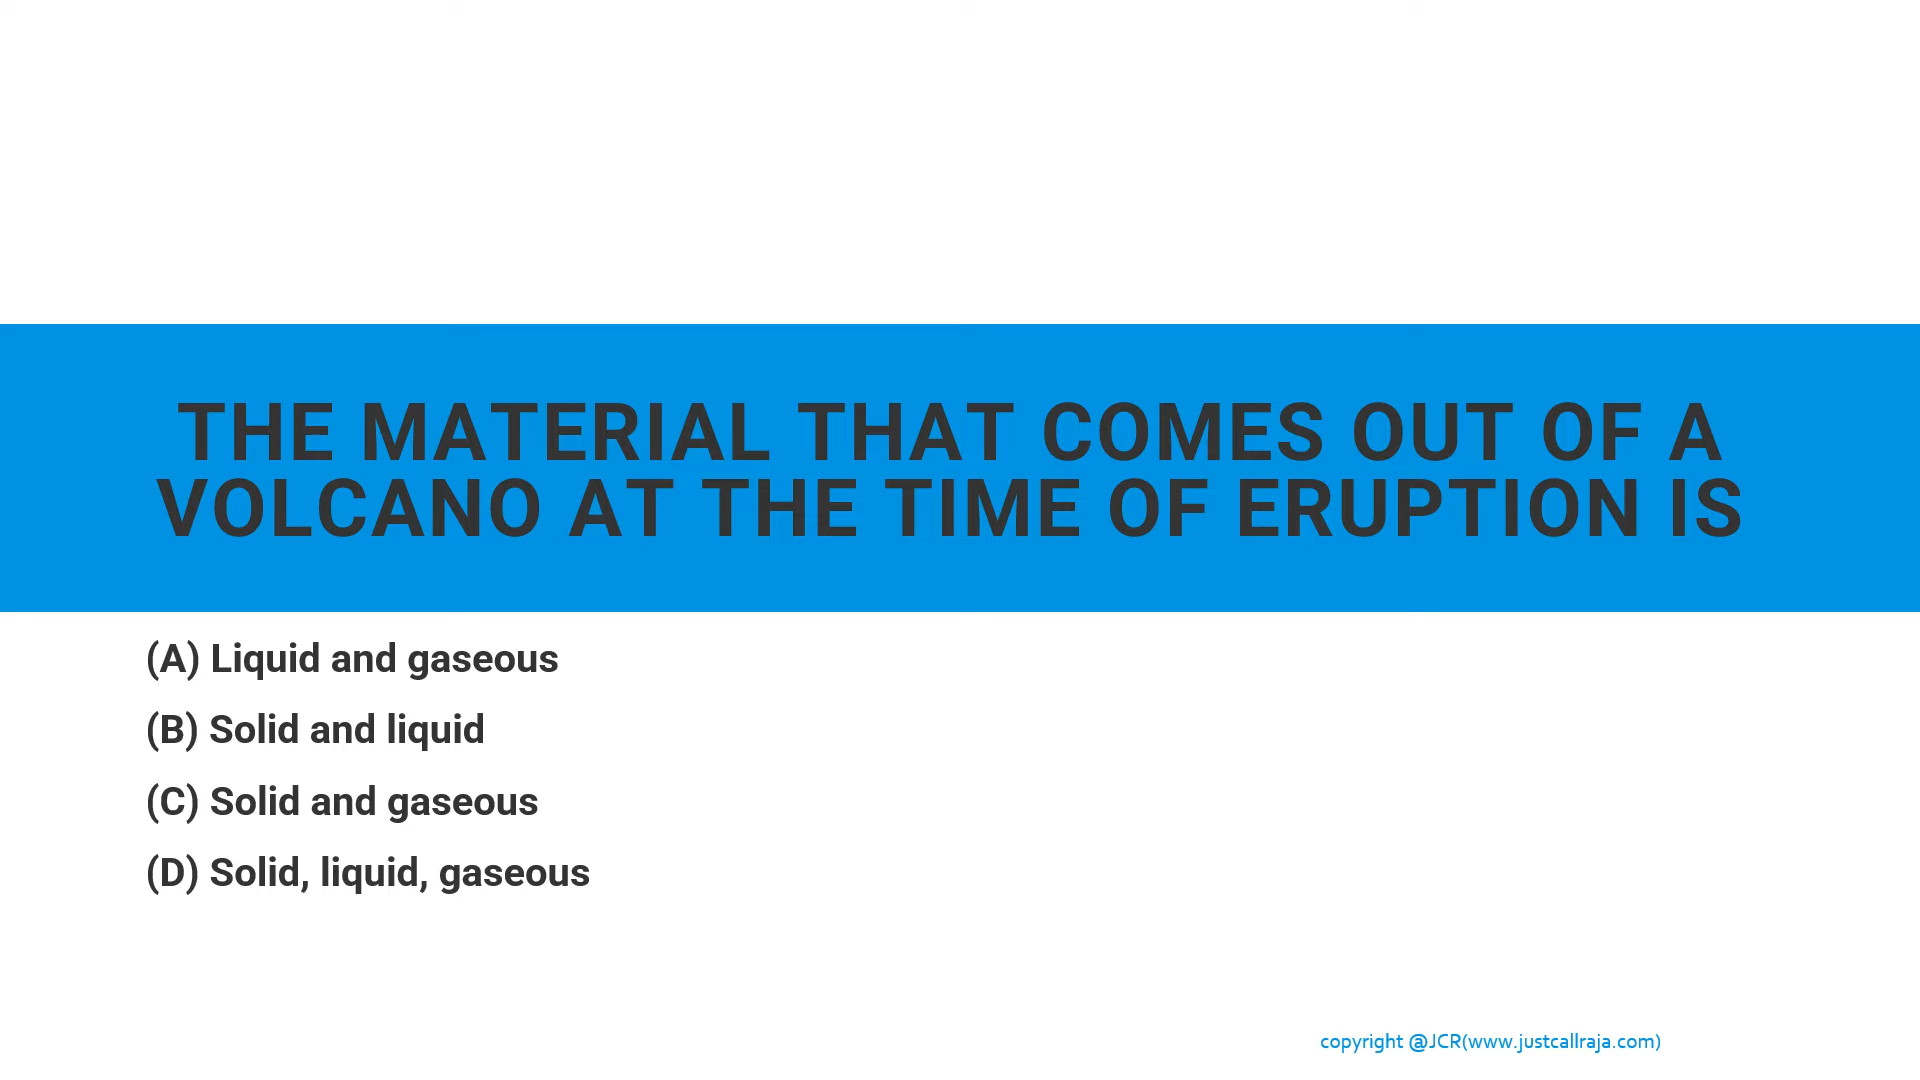 THE MATERIAL THAT COMES OUT OF A
VOLCANO AT THE TIME OF ERUPTION IS
(A) Liquid and gaseous
(B) Solid and liquid
(C) Solid and gaseous
(D) Solid, liquid, gaseous
copyright @JCR(www.justcallraja.com)